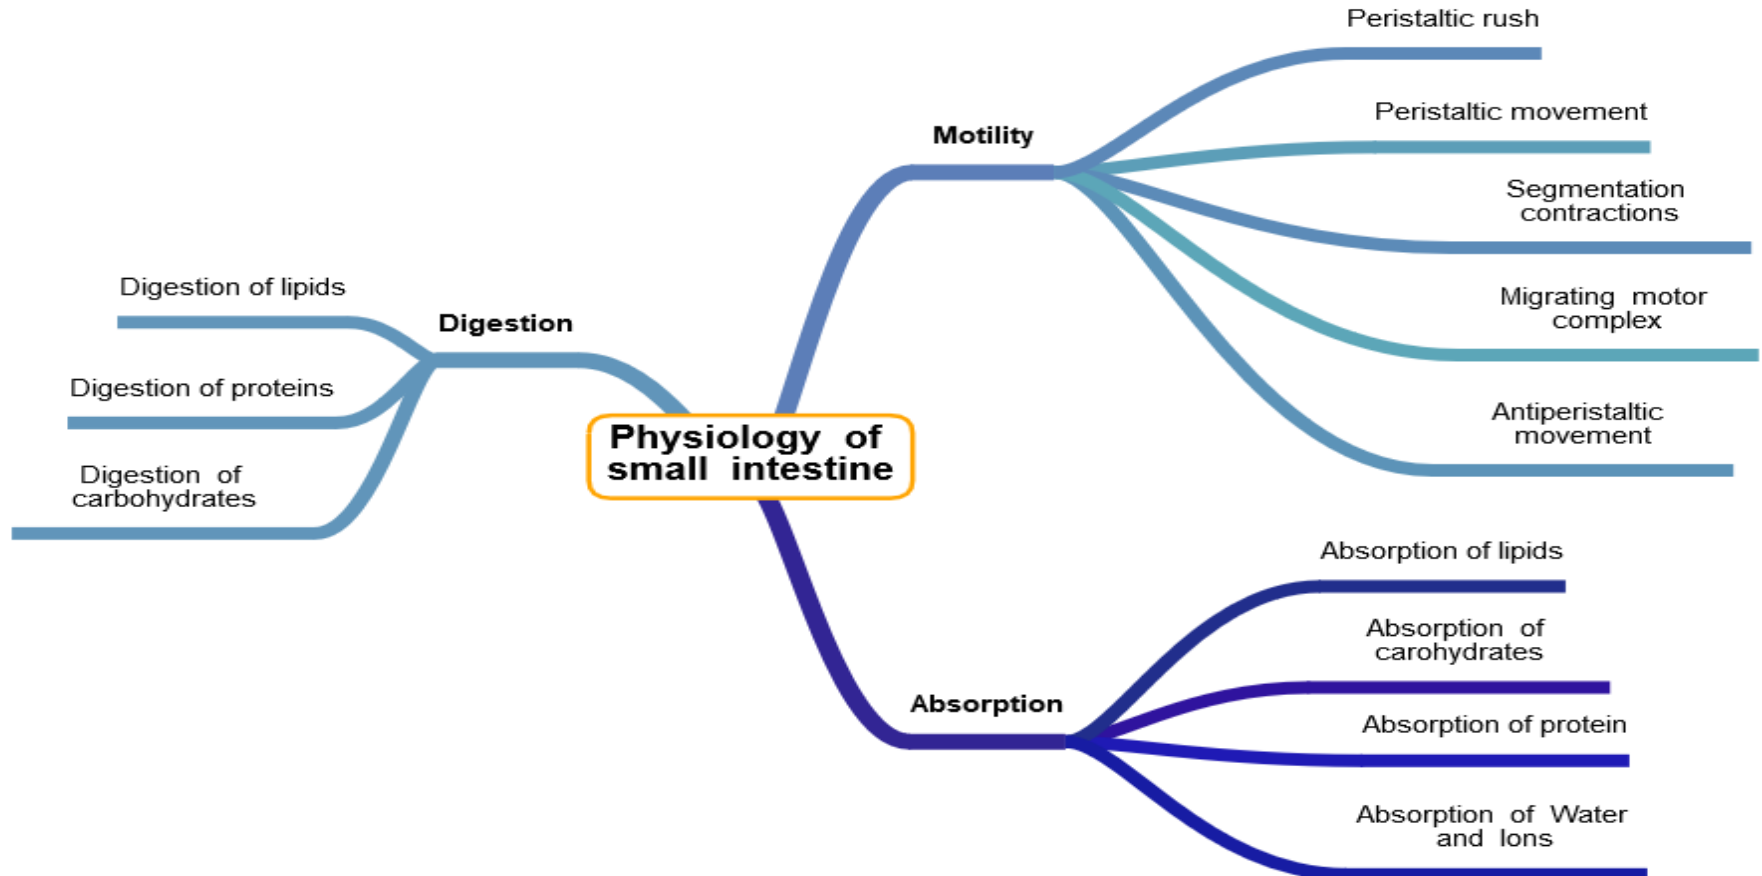 Peristaltic rush
Peristaltic movement
Motility
Segmentation
contractions
Migrating motor
complex
Antiperistaltic
movement
Digestion of lipids
Digestion
Digestion of proteins
Digestion of
carbohydrates
Physiology of
small intestine
Absorption of lipids
Absorption of
carohydrates
Absorption
Absorption of protein
Absorption of Water
and Ions